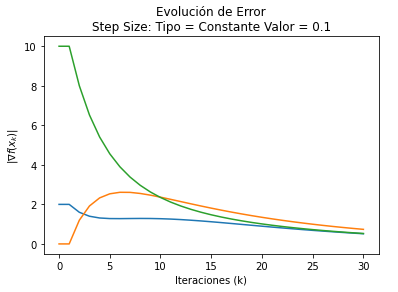 Evolución de Error
Step Size: Tipo = Constante Valor = 0.1
10
8
6
4
2
0
|∇f(x_k)|
0 5 10 15 20 25 30
Iteraciones (k)